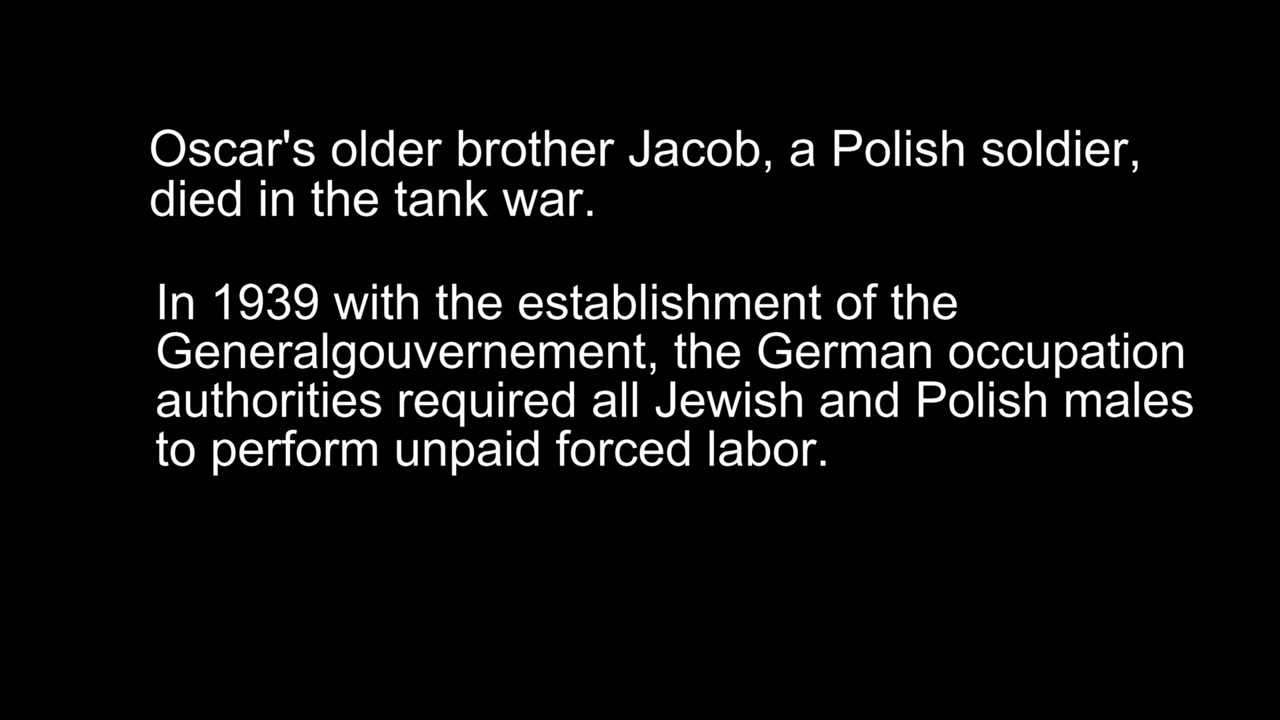 Oscar's older brother Jacob, a Polish soldier,
died in the tank war.
In 1939 with the establishment of the
Generalgouvernement, the German occupation
authorities required all Jewish and Polish males
to perform unpaid forced labor.